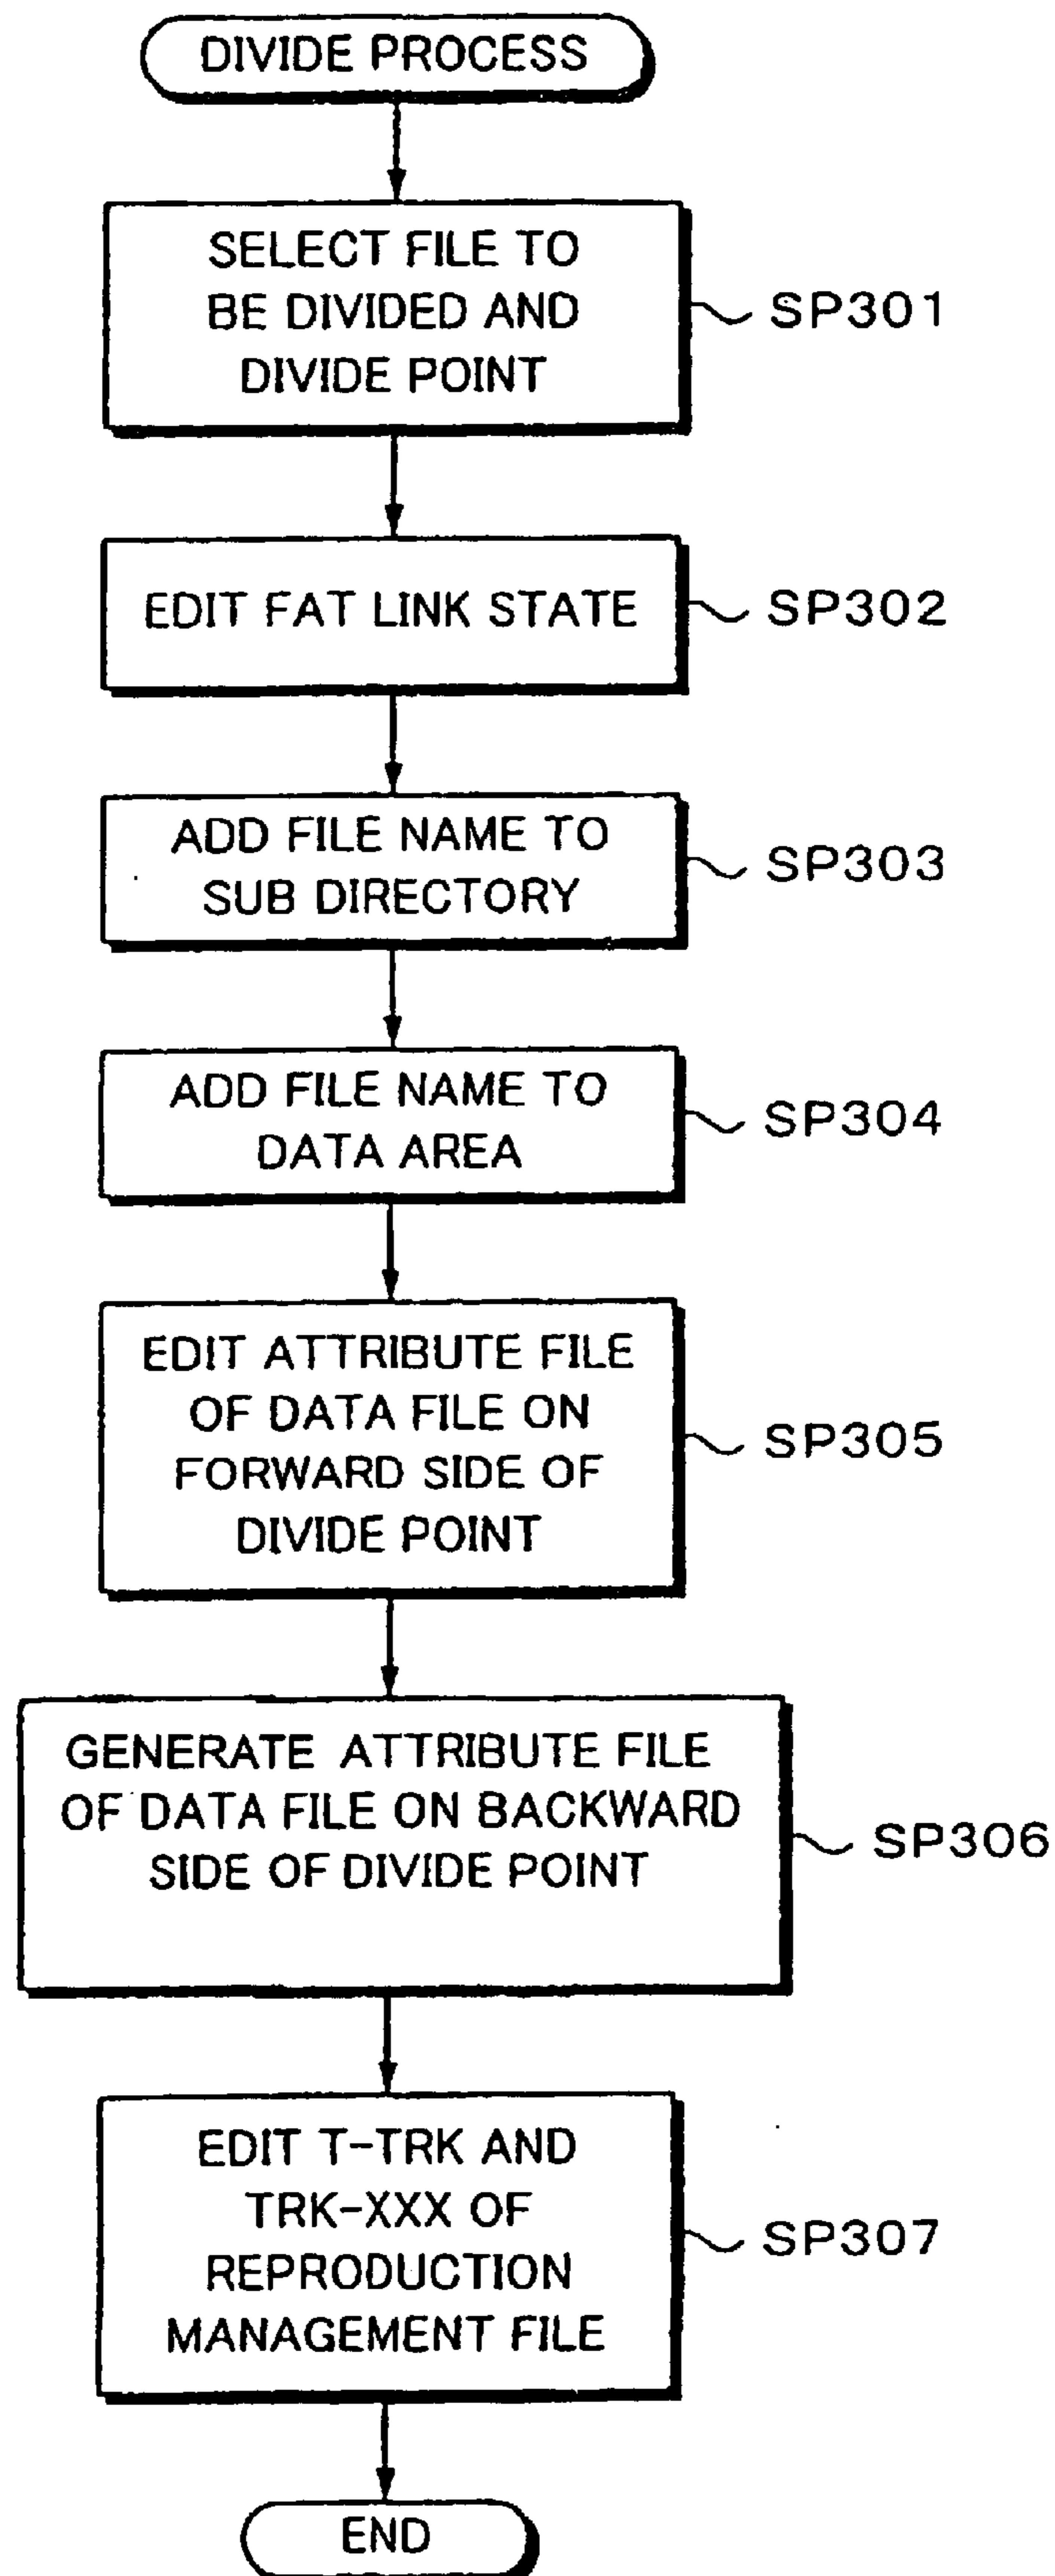 DIVIDE PROCESS
SELECT FILE TO
BE DIVIDED AND
DIVIDE POINT
SP301
EDIT FAT LINK STATE
SP302
ADD FILE NAME TO
SUB DIRECTORY
SP303
ADD FILE NAME TO
DATA AREA
SP304
EDIT ATTRIBUTE FILE
OF DATA FILE ON
FORWARD SIDE OF
DIVIDE POINT
SP305
GENERATE ATTRIBUTE FILE
OF DATA FILE ON BACKWARD
SIDE OF DIVIDE POINT
SP306
EDIT T-TRK AND
TRK-XXX OF
REPRODUCTION
MANAGEMENT FILE
SP307
END